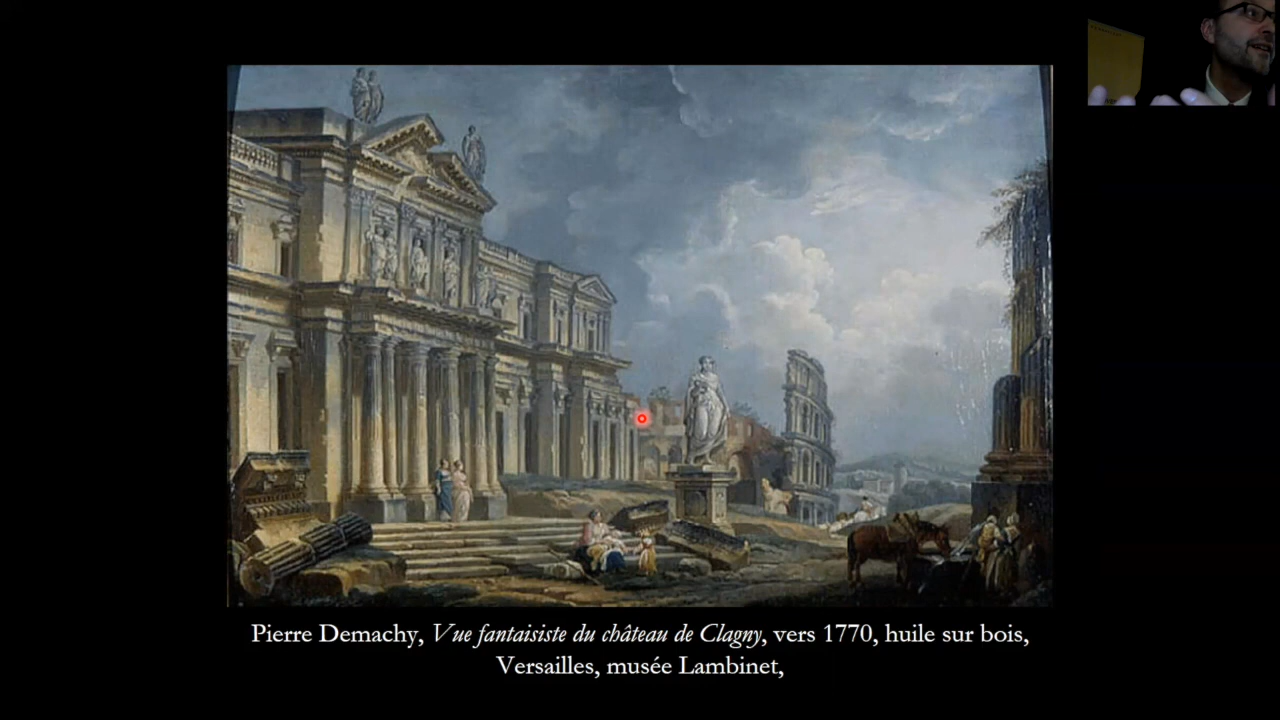 Pierre Demachy, Vue fantaisiste du château de Clagny, vers 1770, huile sur bois,
Versailles, musée Lambinet,